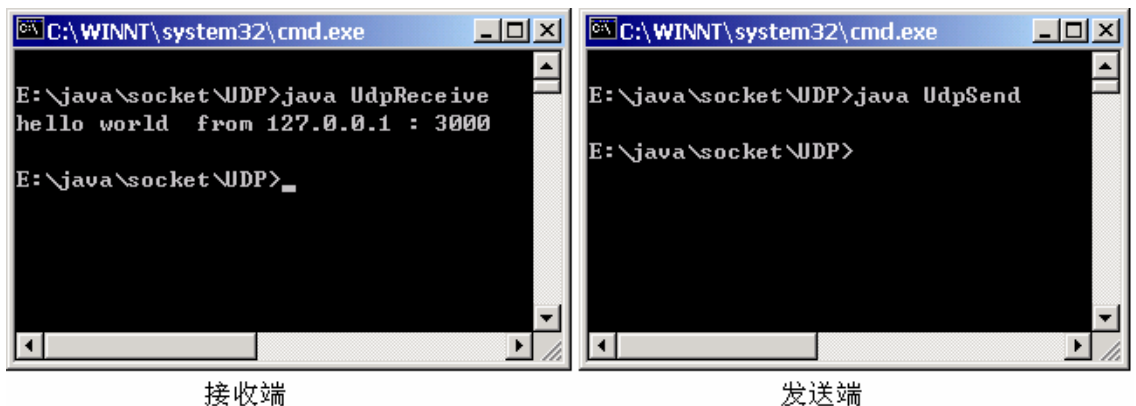 C:\WINNT\system32\cmd.exe
E:\java\socket\UDP>java UdpReceive
hello world  from 127.0.0.1 : 3000
E:\java\socket\UDP>_
接收端
C:\WINNT\system32\cmd.exe
E:\java\socket\UDP>java UdpSend
E:\java\socket\UDP>
发送端